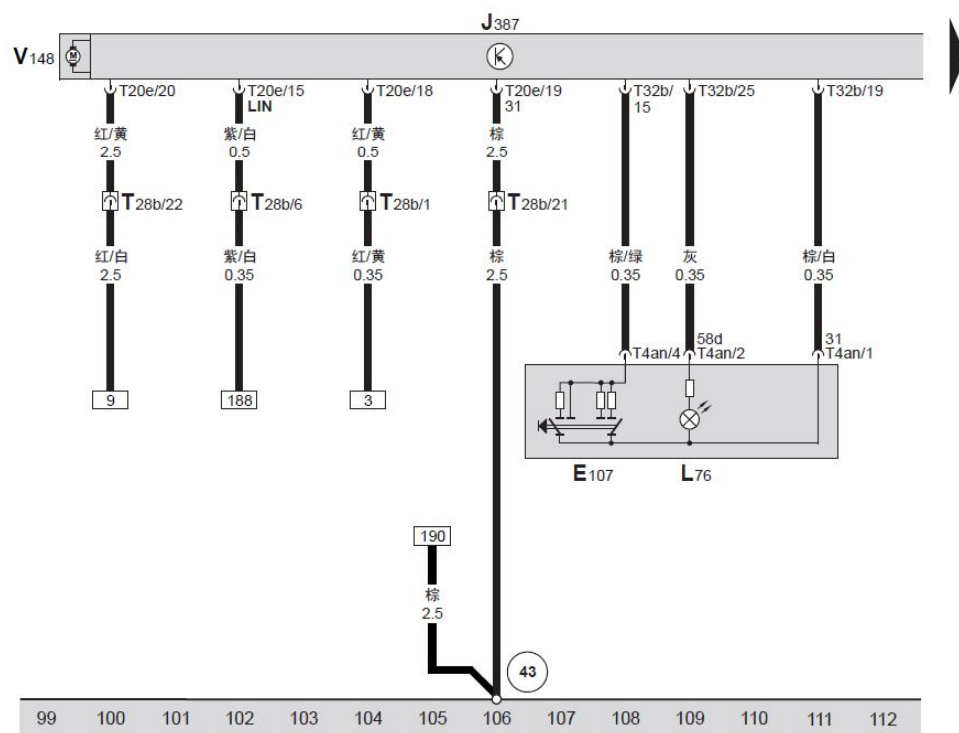 J387
V148
M
T20e/20 T20e/15 T20e/18 T20e/19 T32b/ T32b/25 T32b/19
LIN 31 15
红/黄 紫/白 红/黄 棕
2.5 0.5 0.5 2.5
T28b/22 T28b/6 T28b/1 T28b/21
红/白 紫/白 红/黄 棕 棕/绿 灰 棕/白
2.5 0.35 0.35 2.5 0.35 0.35 0.35
58d 31
T4an/4 T4an/2 T4an/1
9 188 3
E107 L76
190
棕
2.5
43
99 100 101 102 103 104 105 106 107 108 109 110 111 112